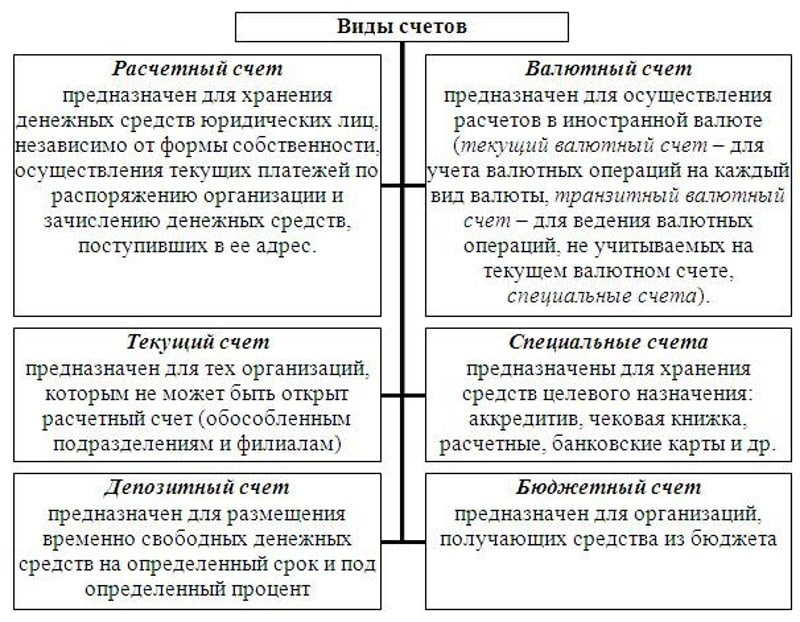 Виды счетов
Расчетный счет
предназначен для хранения
денежных средств юридических лиц,
независимо от формы собственности,
осуществления текущих платежей по
распоряжению организации и
зачислению денежных средств,
поступивших в ее адрес.
Валютный счет
предназначен для осуществления
расчетов в иностранной валюте
(текущий валютный счет – для
учета валютных операций на каждый
вид валюты, транзитный валютный
счет – для ведения валютных
операций, не учитываемых на
текущем валютном счете,
специальные счета).
Текущий счет
предназначен для тех организаций,
которым не может быть открыт
расчетный счет (обособленным
подразделениям и филиалам)
Специальные счета
предназначены для хранения
средств целевого назначения:
аккредитив, чековая книжка,
расчетные, банковские карты и др.
Депозитный счет
предназначен для размещения
временно свободных денежных
средств на определенный срок и под
определенный процент
Бюджетный счет
предназначен для организаций,
получающих средства из бюджета